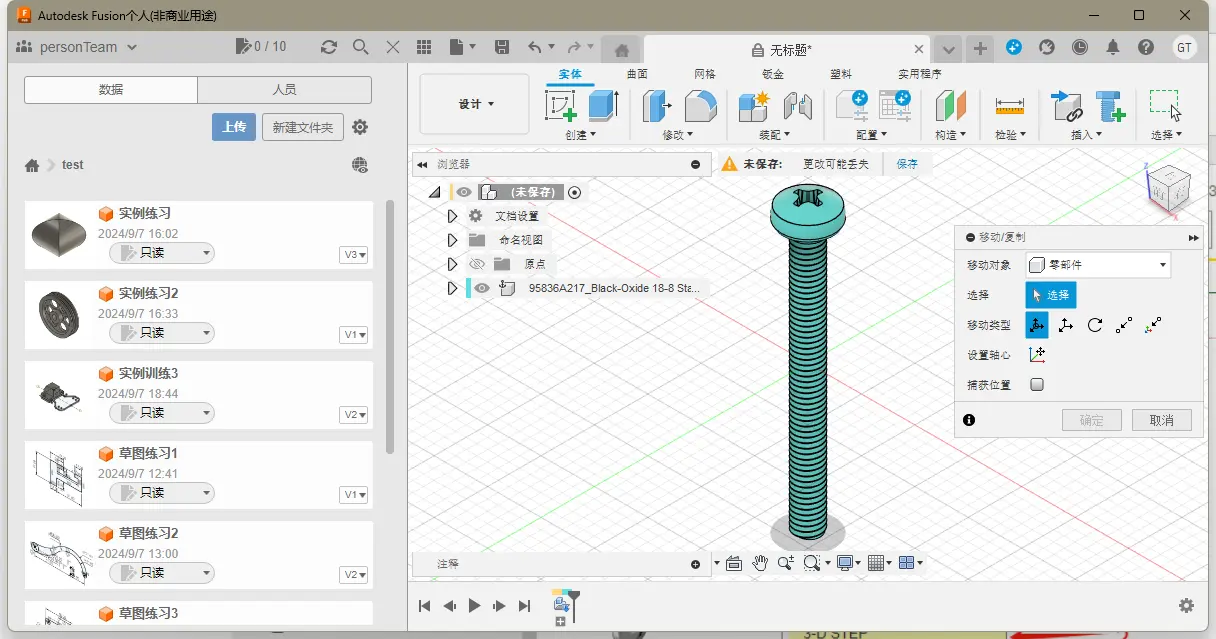 Autodesk Fusion个人(非商业用途)
personTeam
0 / 10
无标题*
GT
数据
人员
上传
新建文件夹
test
实例练习
2024/9/7 16:02
只读
V3
实例练习2
2024/9/7 16:33
只读
V1
实例训练3
2024/9/7 18:44
只读
V2
草图练习1
2024/9/7 12:41
只读
V1
草图练习2
2024/9/7 13:00
只读
V2
草图练习3
设计
实体
曲面
网格
钣金
塑料
实用程序
创建
修改
装配
配置
构造
检验
插入
选择
浏览器
未保存:
更改可能丢失
保存
(未保存)
文档设置
命名视图
原点
95836A217_Black-Oxide 18-8 Sta...
Z
X
移动/复制
移动对象
零部件
选择
选择
移动类型
设置轴心
捕获位置
确定
取消
注释
3-D STEP